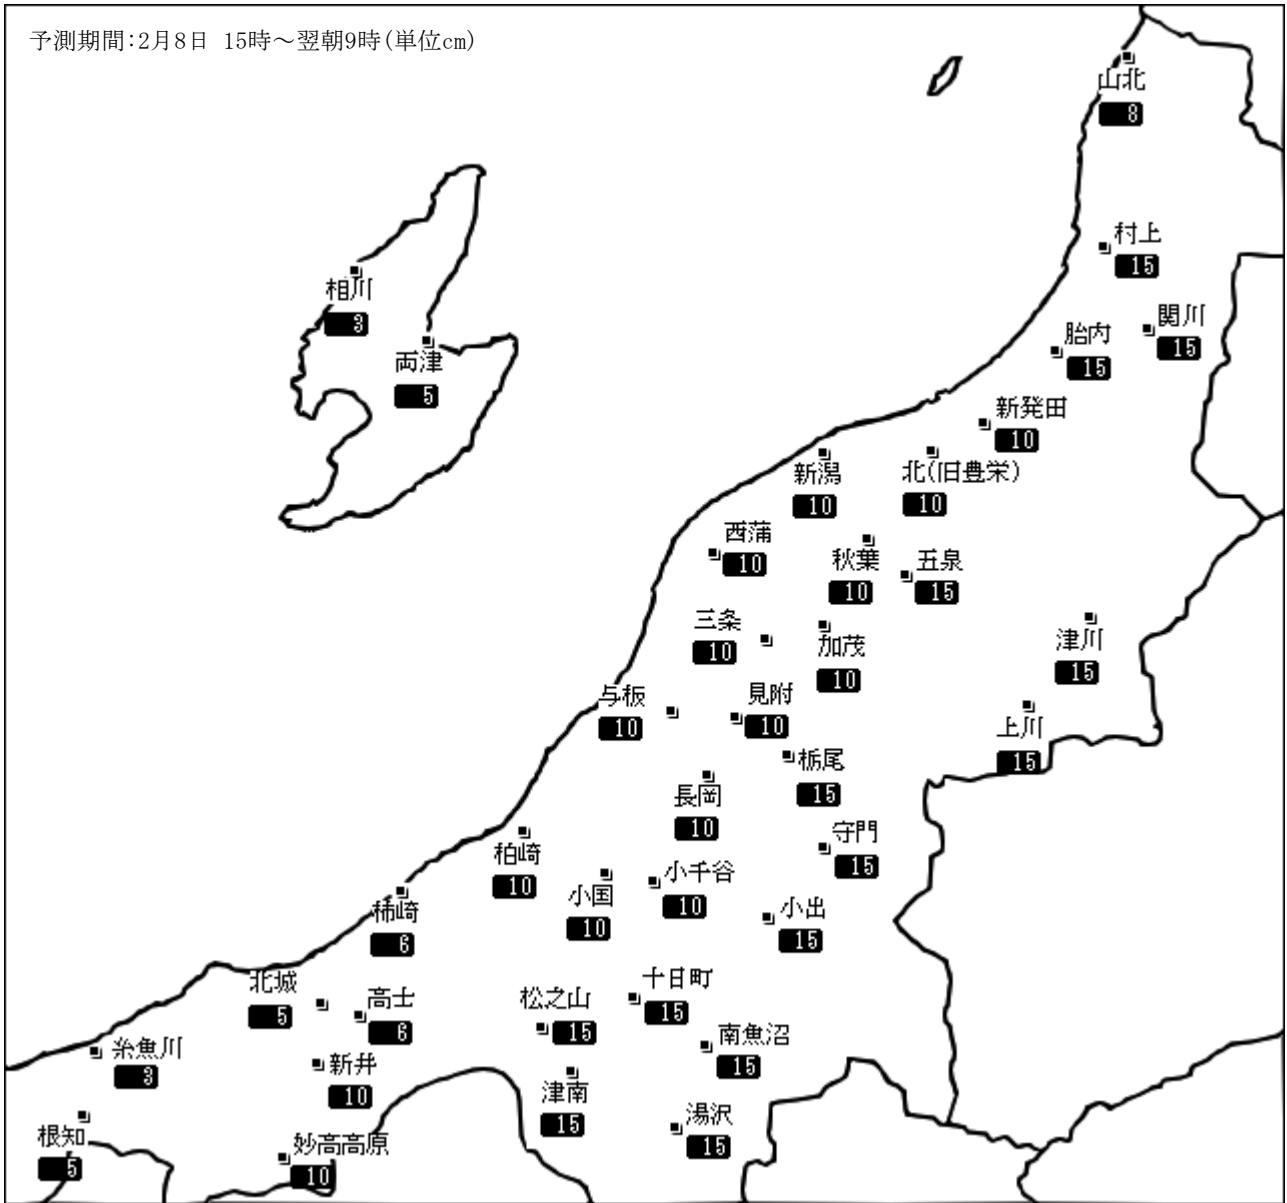 予測期間:2月8日 15時～翌朝9時(単位cm)
山北
8
村上
15
相川
3
関川
15
胎内
15
両津
5
新発田
10
新潟
10
北(旧豊栄)
10
西蒲
10
秋葉
10
五泉
15
三条
10
加茂
10
津川
15
与板
10
見附
10
上川
15
栃尾
15
長岡
10
守門
15
柏崎
10
小国
10
小千谷
10
柿崎
6
小出
15
北城
5
高士
6
松之山
15
十日町
15
南魚沼
15
糸魚川
3
新井
10
津南
15
湯沢
15
根知
5
妙高高原
10